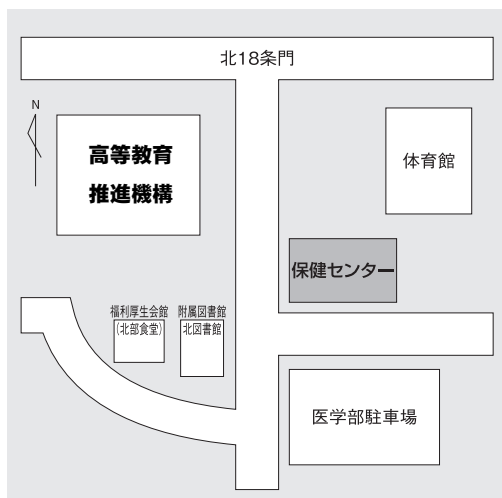 北18条門
N
高等教育
推進機構
体育館
保健センター
福利厚生会館
(北部食堂)
附属図書館
北図書館
医学部駐車場